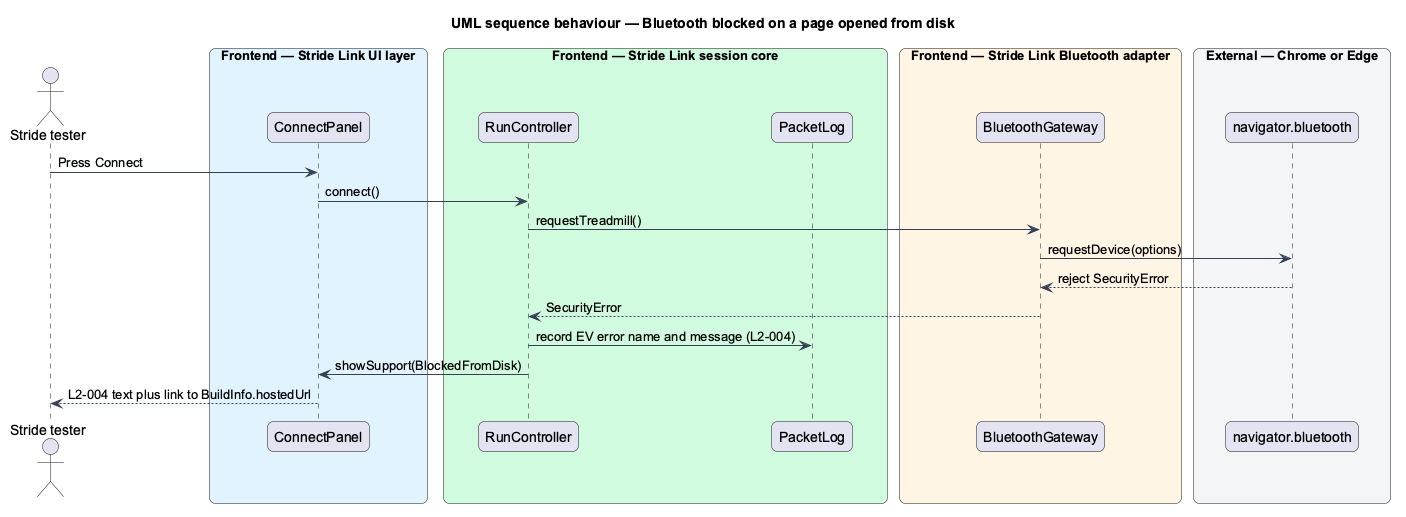 UML sequence behaviour — Bluetooth blocked on a page opened from disk
Frontend — Stride Link UI layer
Frontend — Stride Link session core
Frontend — Stride Link Bluetooth adapter
External — Chrome or Edge
Stride tester
ConnectPanel
RunController
PacketLog
BluetoothGateway
navigator.bluetooth
Press Connect
connect()
requestTreadmill()
requestDevice(options)
reject SecurityError
SecurityError
record EV error name and message (L2-004)
showSupport(BlockedFromDisk)
L2-004 text plus link to BuildInfo.hostedUrl
Stride tester
ConnectPanel
RunController
PacketLog
BluetoothGateway
navigator.bluetooth